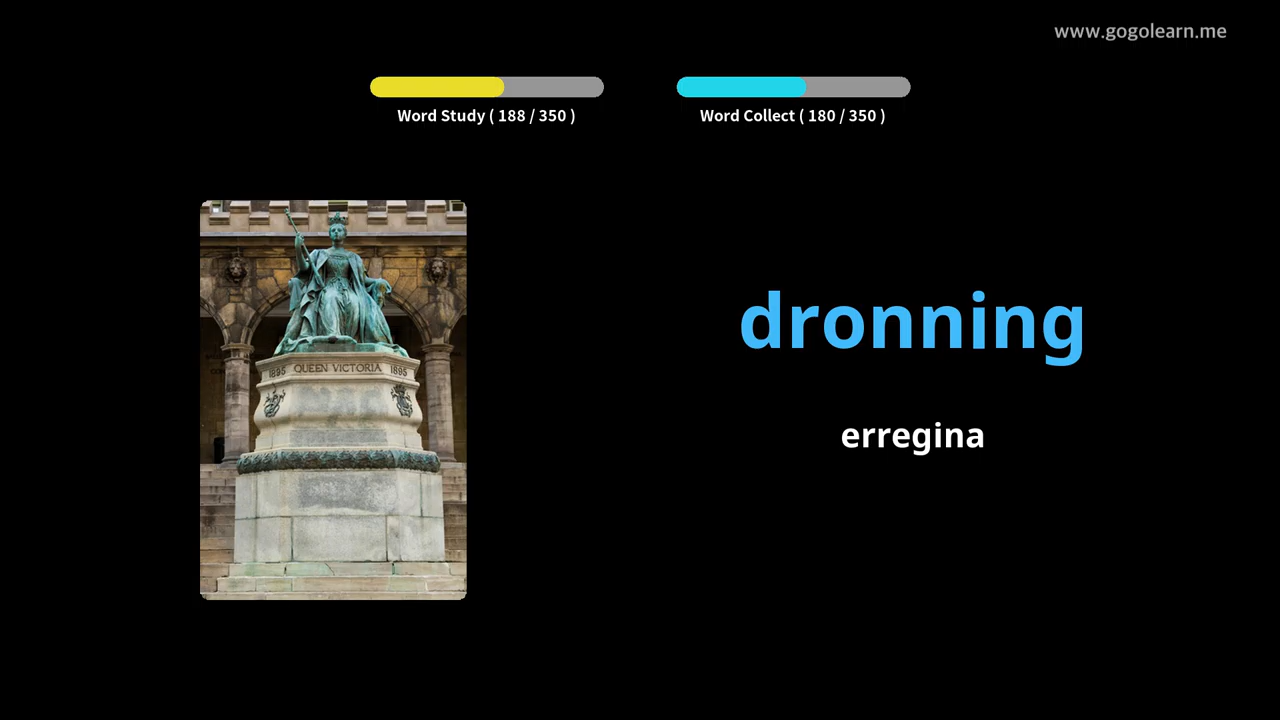 www.gogolearn.me
Word Study ( 188 / 350 )
Word Collect ( 180 / 350 )
1895 QUEEN VICTORIA 1895
dronning
erregina